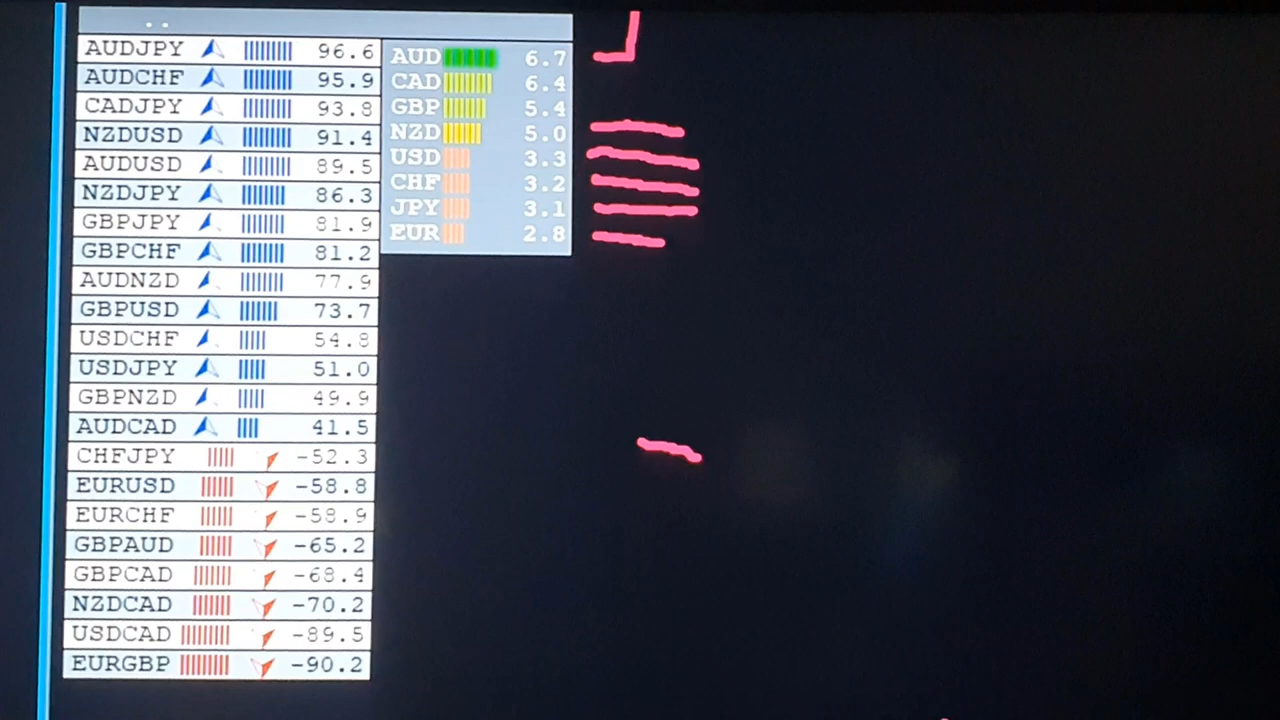 AUDJPY 96.6
AUDCHF 95.9
CADJPY 93.8
NZDUSD 91.4
AUDUSD 89.5
NZDJPY 86.3
GBPJPY 81.9
GBPCHF 81.2
AUDNZD 77.9
GBPUSD 73.7
USDCHF 54.8
USDJPY 51.0
GBPNZD 49.9
AUDCAD 41.5
CHFJPY -52.3
EURUSD -58.8
EURCHF -58.9
GBPAUD -65.2
GBPCAD -68.4
NZDCAD -70.2
USDCAD -89.5
EURGBP -90.2
AUD 6.7
CAD 6.4
GBP 5.4
NZD 5.0
USD 3.3
CHF 3.2
JPY 3.1
EUR 2.8